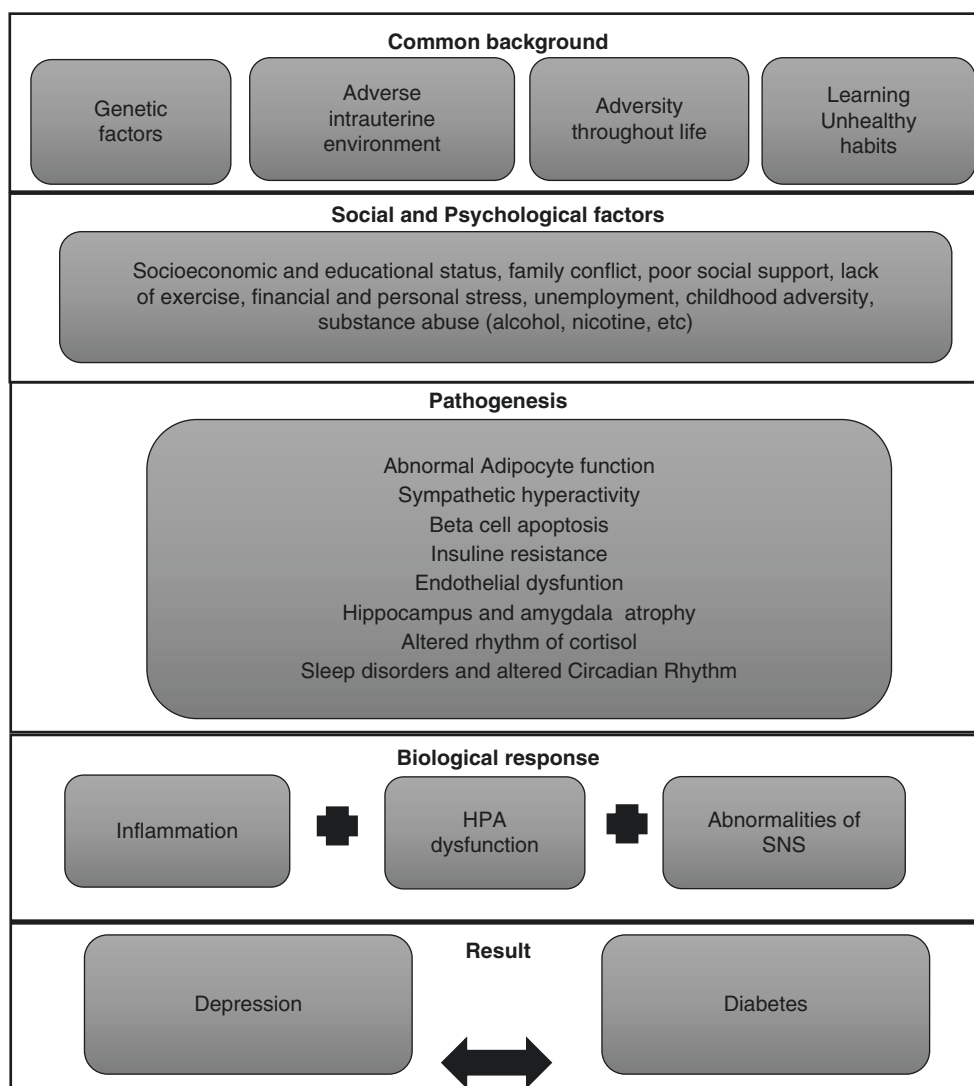 Common background
Genetic
factors
Adverse
intrauterine
environment
Adversity
throughout life
Learning
Unhealthy
habits
Social and Psychological factors
Socioeconomic and educational status, family conflict, poor social support, lack
of exercise, financial and personal stress, unemployment, childhood adversity,
substance abuse (alcohol, nicotine, etc)
Pathogenesis
Abnormal Adipocyte function
Sympathetic hyperactivity
Beta cell apoptosis
Insuline resistance
Endothelial dysfuntion
Hippocampus and amygdala atrophy
Altered rhythm of cortisol
Sleep disorders and altered Circadian Rhythm
Biological response
Inflammation
HPA
dysfunction
Abnormalities of
SNS
Result
Depression
Diabetes